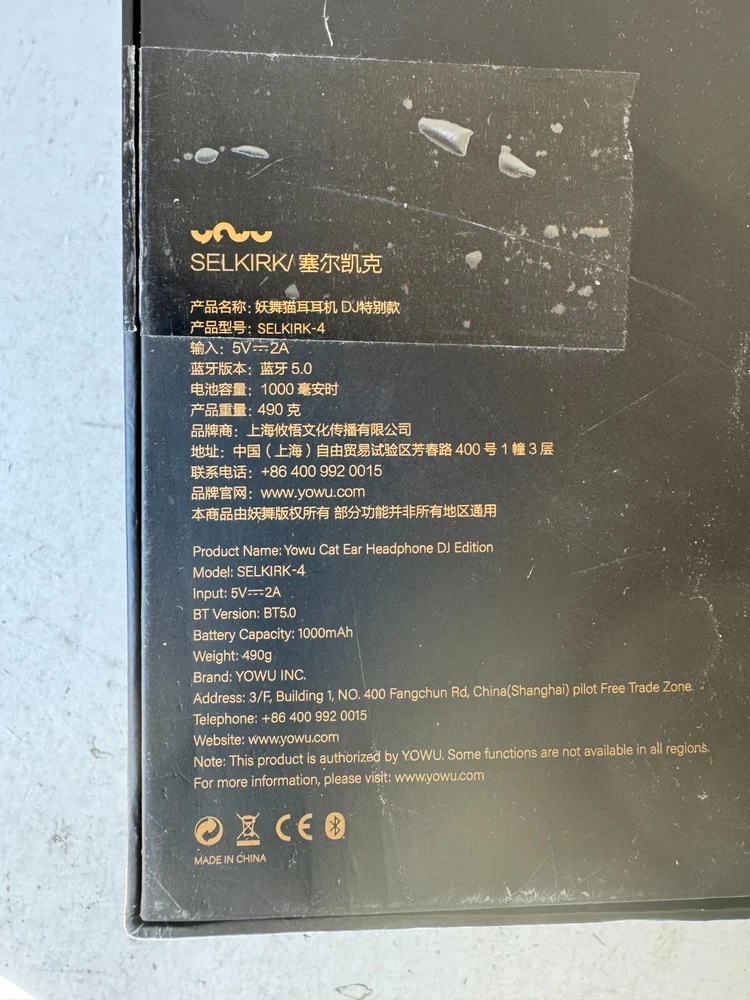 SELKIRK/ 塞尔凯克
产品名称: 妖舞猫耳耳机 DJ特别款
产品型号: SELKIRK-4
输入: 5V⎓2A
蓝牙版本: 蓝牙 5.0
电池容量: 1000 毫安时
产品重量: 490 克
品牌商: 上海攸悟文化传播有限公司
地址: 中国（上海）自由贸易试验区芳春路 400 号 1 幢 3 层
联系电话: +86 400 992 0015
品牌官网: www.yowu.com
本商品由妖舞版权所有 部分功能并非所有地区通用
Product Name: Yowu Cat Ear Headphone DJ Edition
Model: SELKIRK-4
Input: 5V⎓2A
BT Version: BT5.0
Battery Capacity: 1000mAh
Weight: 490g
Brand: YOWU INC.
Address: 3/F, Building 1, NO. 400 Fangchun Rd, China(Shanghai) pilot Free Trade Zone
Telephone: +86 400 992 0015
Website: www.yowu.com
Note: This product is authorized by YOWU. Some functions are not available in all regions.
For more information, please visit: www.yowu.com
CE
MADE IN CHINA